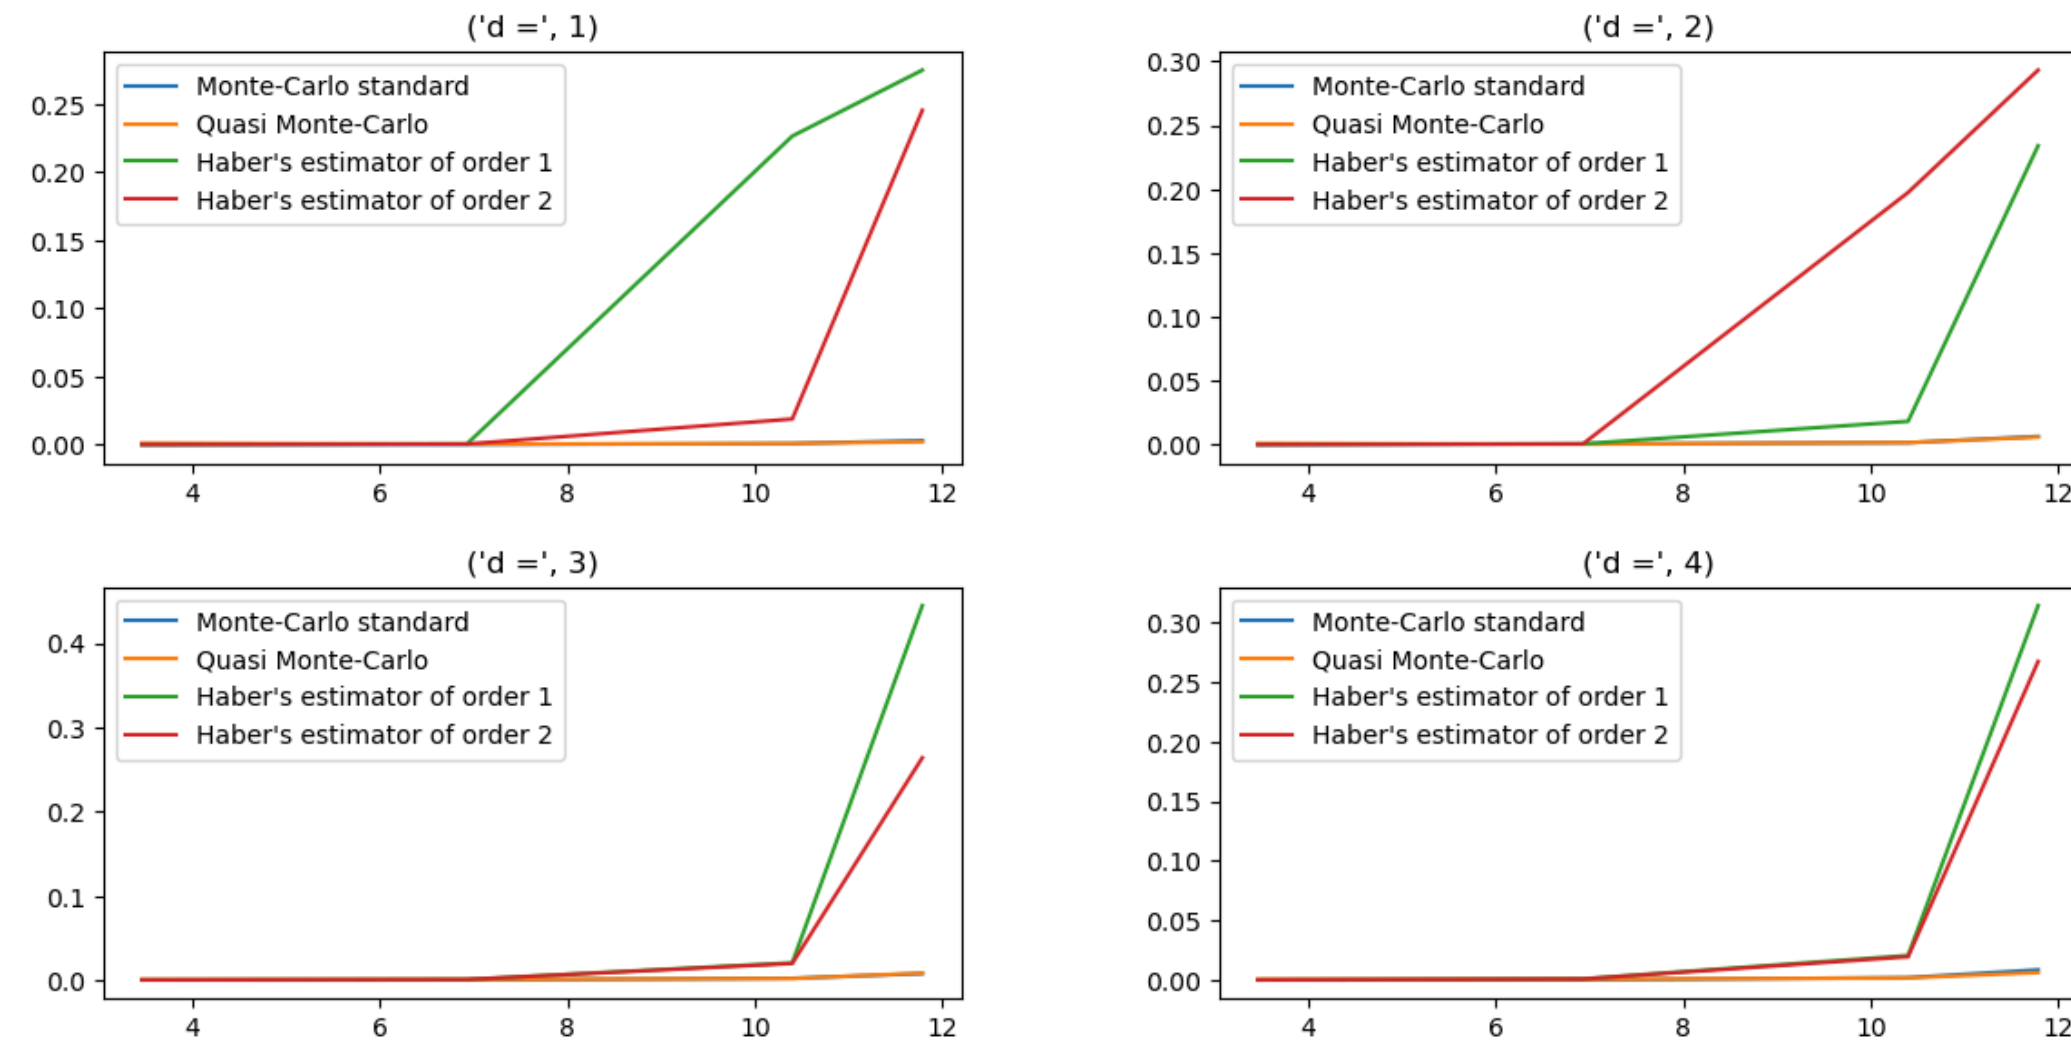 ('d =', 1)
Monte-Carlo standard
Quasi Monte-Carlo
Haber's estimator of order 1
Haber's estimator of order 2
0.25
0.20
0.15
0.10
0.05
0.00
4 6 8 10 12
('d =', 2)
Monte-Carlo standard
Quasi Monte-Carlo
Haber's estimator of order 1
Haber's estimator of order 2
0.30
0.25
0.20
0.15
0.10
0.05
0.00
4 6 8 10 12
('d =', 3)
Monte-Carlo standard
Quasi Monte-Carlo
Haber's estimator of order 1
Haber's estimator of order 2
0.4
0.3
0.2
0.1
0.0
4 6 8 10 12
('d =', 4)
Monte-Carlo standard
Quasi Monte-Carlo
Haber's estimator of order 1
Haber's estimator of order 2
0.30
0.25
0.20
0.15
0.10
0.05
0.00
4 6 8 10 12